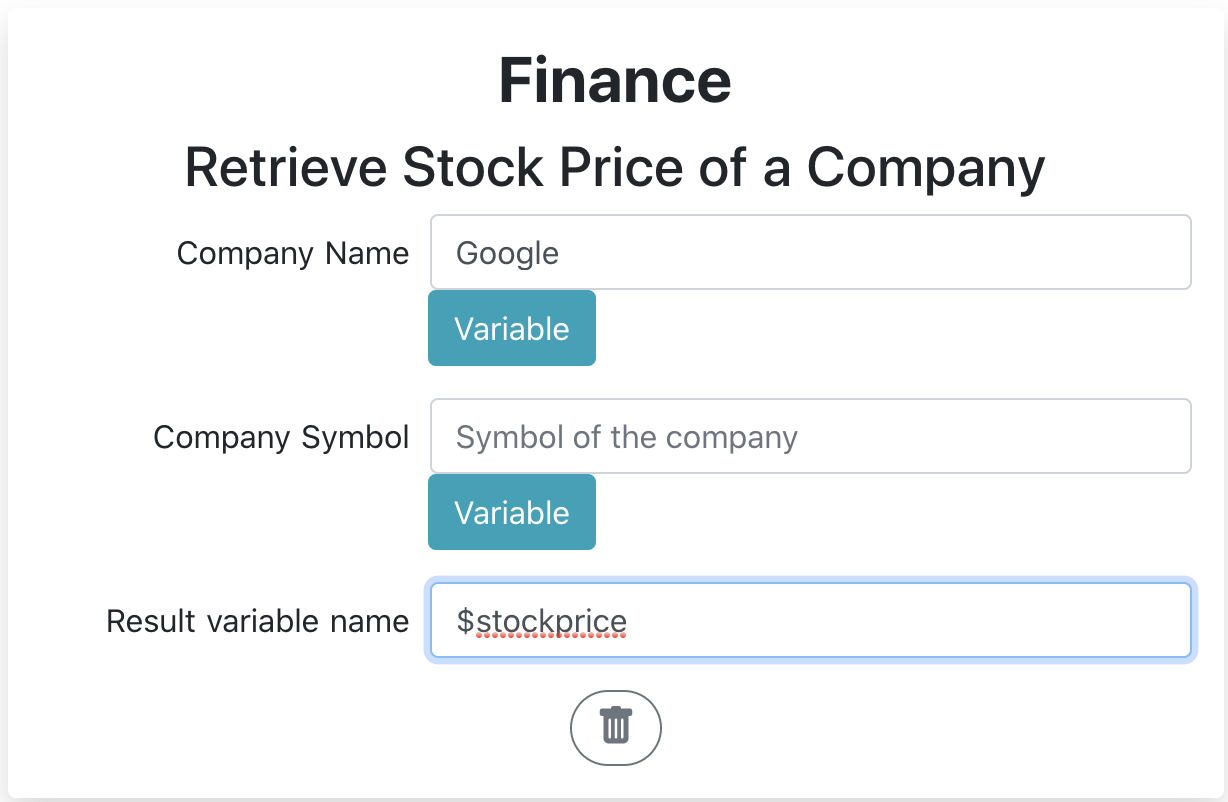 Finance
Retrieve Stock Price of a Company
Company Name Google
Variable
Company Symbol Symbol of the company
Variable
Result variable name $stockprice